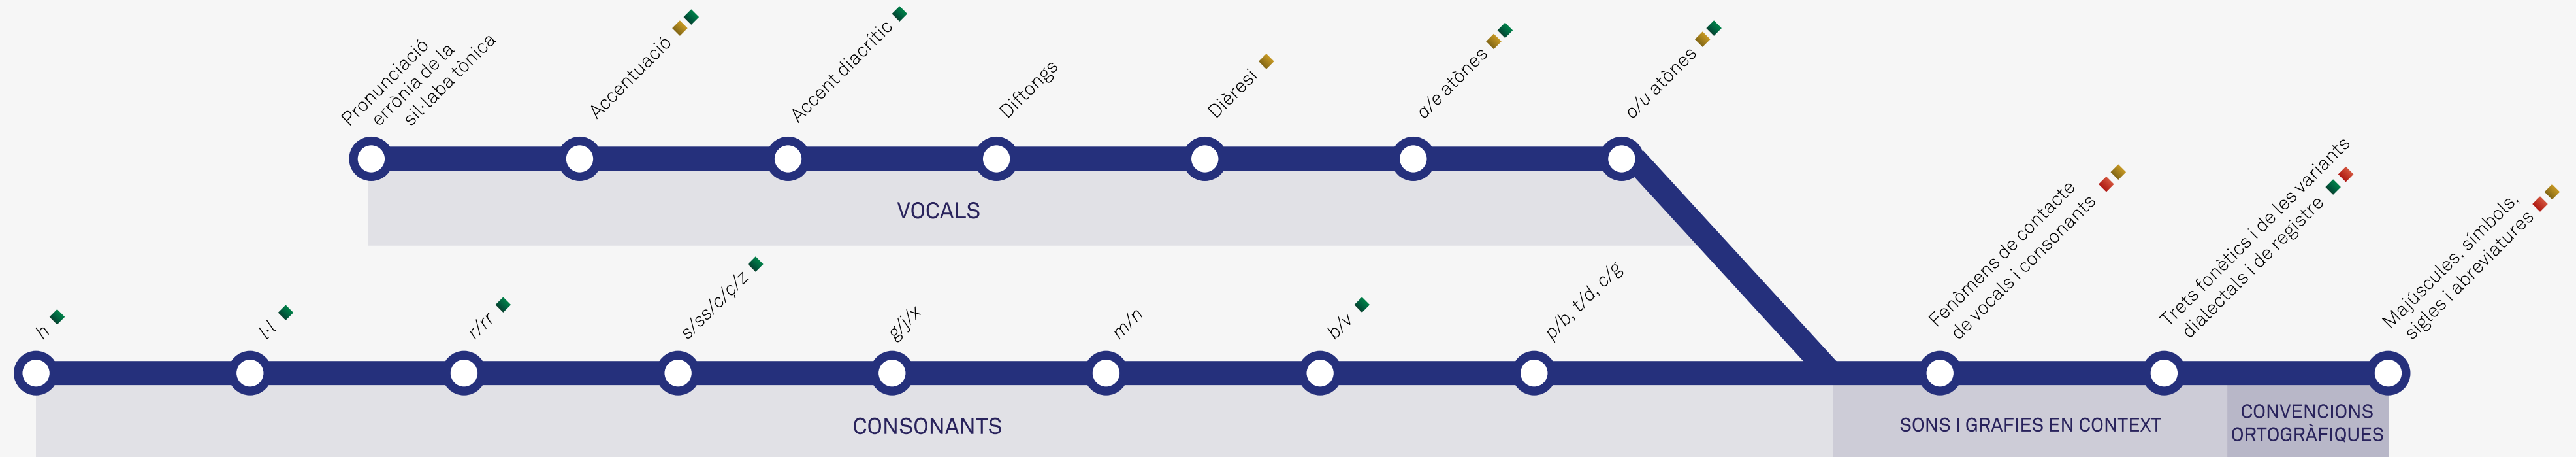 Pronunciació
errònia de la
síl·laba tònica
Accentuació
Accent diacrític
Diftongs
Dièresi
a/e atònes
o/u atònes
VOCALS
h
l·l
r/rr
s/ss/c/ç/z
g/j/x
m/n
b/v
p/b, t/d, c/g
Fenòmens de contacte
de vocals i consonants
Trets fonètics i de les variants
dialectals i de registre
Majúscules, símbols,
sigles i abreviatures
CONSONANTS
SONS I GRAFIES EN CONTEXT
CONVENCIONS
ORTOGRÀFIQUES